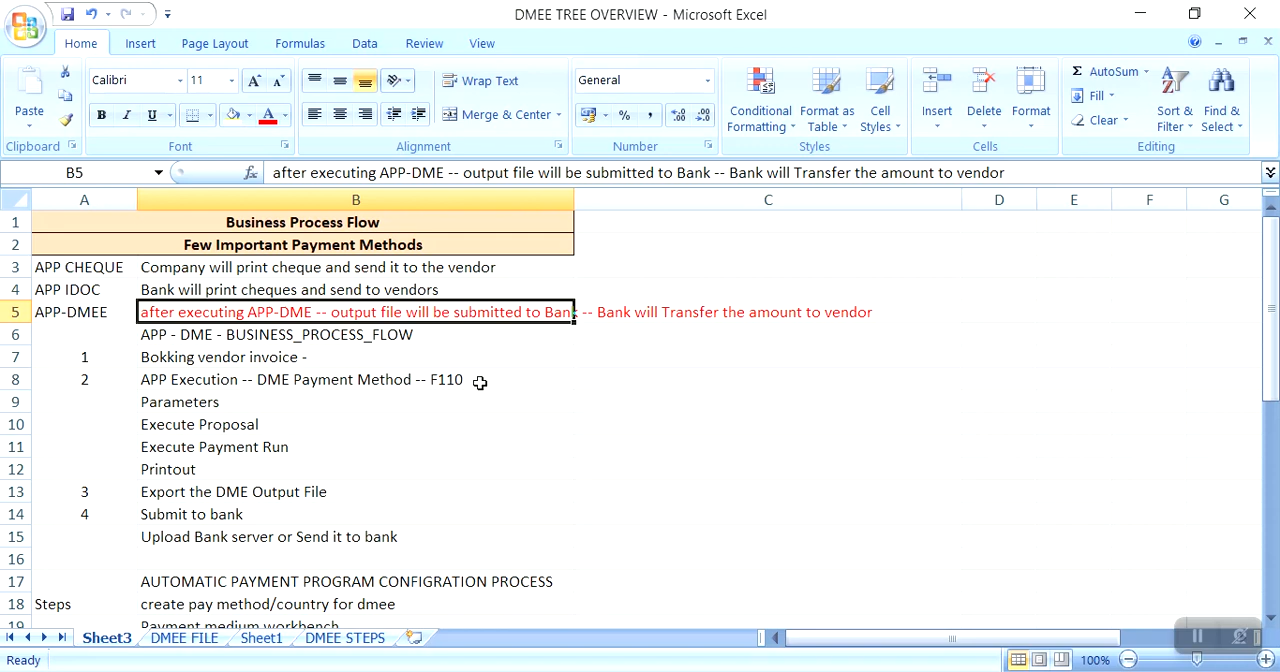 DMEE TREE OVERVIEW - Microsoft Excel
Home Insert Page Layout Formulas Data Review View
Paste
Clipboard
Calibri 11
B I U
Font
Wrap Text
Merge & Center
Alignment
General
%
Number
Conditional Formatting
Format as Table
Cell Styles
Styles
Insert Delete Format
Cells
Σ AutoSum
Fill
Clear
Sort & Filter
Find & Select
Editing
B5 fx after executing APP-DME -- output file will be submitted to Bank -- Bank will Transfer the amount to vendor
A B C D E F G
1 Business Process Flow
2 Few Important Payment Methods
3 APP CHEQUE Company will print cheque and send it to the vendor
4 APP IDOC Bank will print cheques and send to vendors
5 APP-DMEE after executing APP-DME -- output file will be submitted to Bank -- Bank will Transfer the amount to vendor
6 APP - DME - BUSINESS_PROCESS_FLOW
7 1 Bokking vendor invoice -
8 2 APP Execution -- DME Payment Method -- F110
9 Parameters
10 Execute Proposal
11 Execute Payment Run
12 Printout
13 3 Export the DME Output File
14 4 Submit to bank
15 Upload Bank server or Send it to bank
16
17 AUTOMATIC PAYMENT PROGRAM CONFIGRATION PROCESS
18 Steps create pay method/country for dmee
19 Payment medium workbench
Sheet3 DMEE FILE Sheet1 DMEE STEPS
Ready 100%